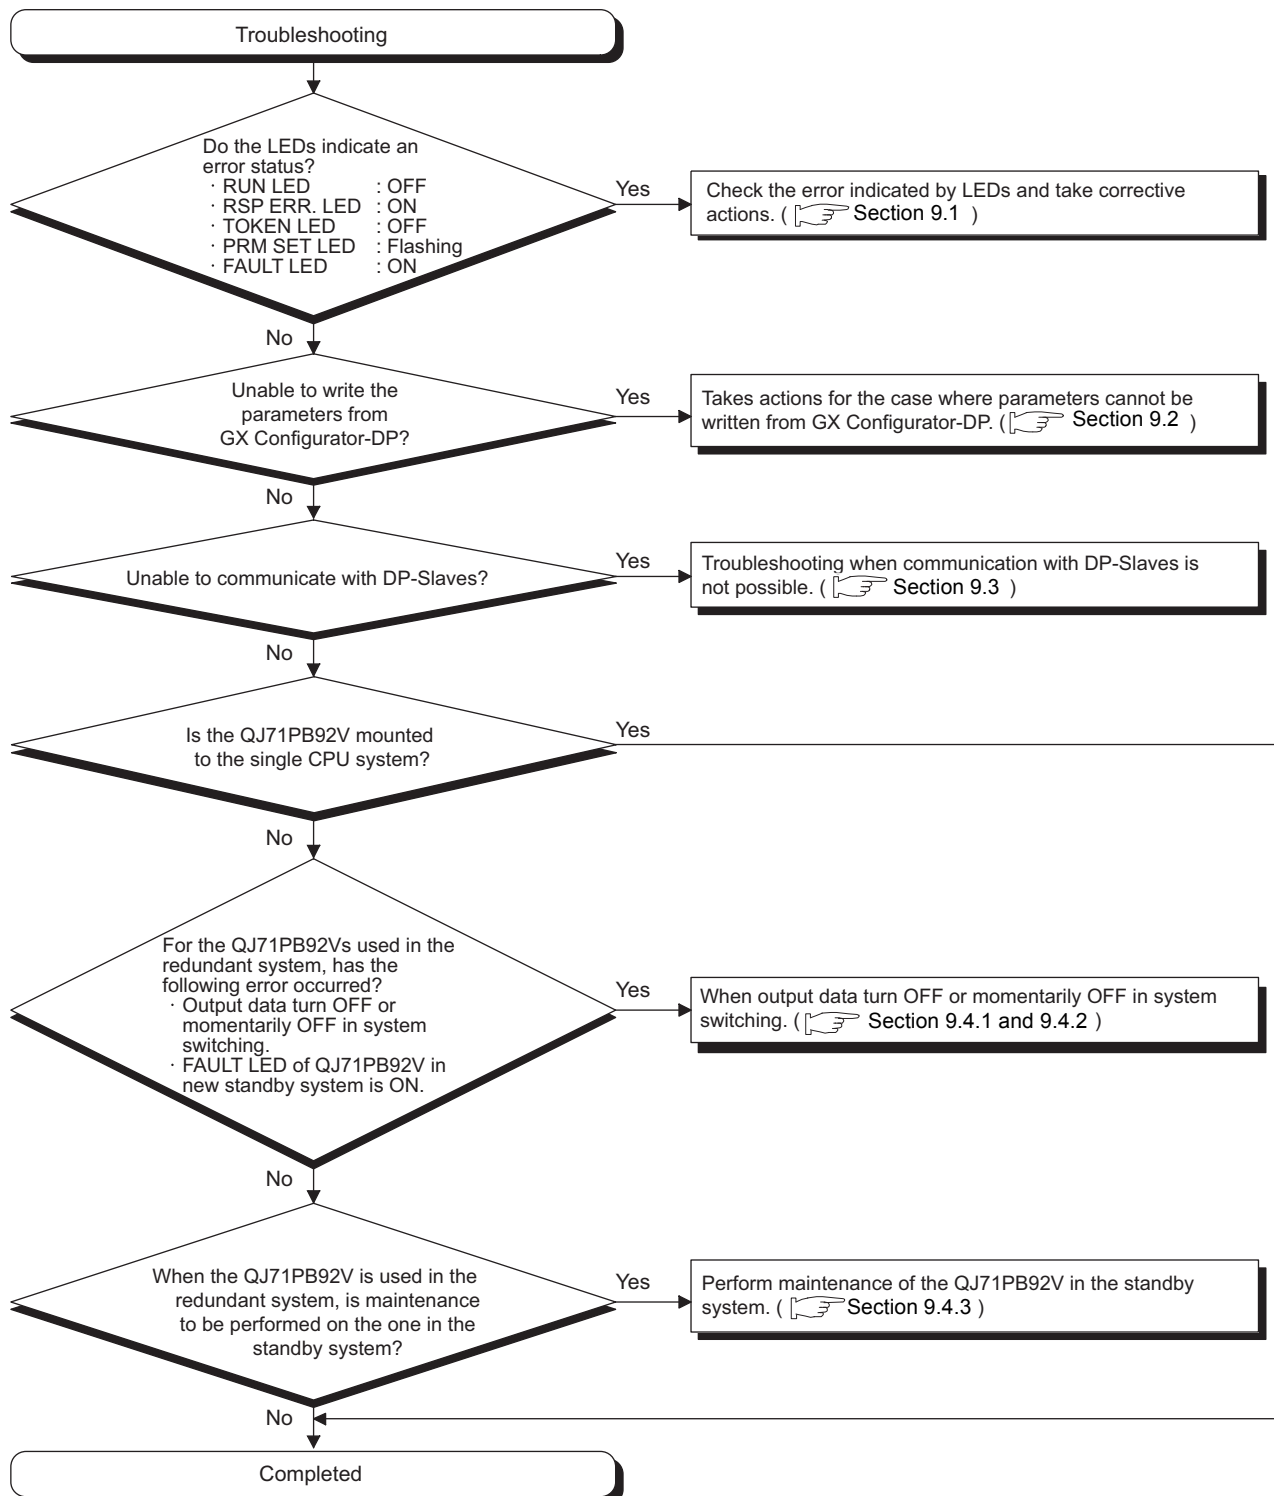 Troubleshooting
Do the LEDs indicate an
error status?
· RUN LED : OFF
· RSP ERR. LED : ON
· TOKEN LED : OFF
· PRM SET LED : Flashing
· FAULT LED : ON
Yes
Check the error indicated by LEDs and take corrective
actions. ( Section 9.1 )
No
Unable to write the
parameters from
GX Configurator-DP?
Yes
Takes actions for the case where parameters cannot be
written from GX Configurator-DP. ( Section 9.2 )
No
Unable to communicate with DP-Slaves?
Yes
Troubleshooting when communication with DP-Slaves is
not possible. ( Section 9.3 )
No
Is the QJ71PB92V mounted
to the single CPU system?
Yes
No
For the QJ71PB92Vs used in the
redundant system, has the
following error occurred?
· Output data turn OFF or
momentarily OFF in system
switching.
· FAULT LED of QJ71PB92V in
new standby system is ON.
Yes
When output data turn OFF or momentarily OFF in system
switching. ( Section 9.4.1 and 9.4.2 )
No
When the QJ71PB92V is used in the
redundant system, is maintenance
to be performed on the one in the
standby system?
Yes
Perform maintenance of the QJ71PB92V in the standby
system. ( Section 9.4.3 )
No
Completed